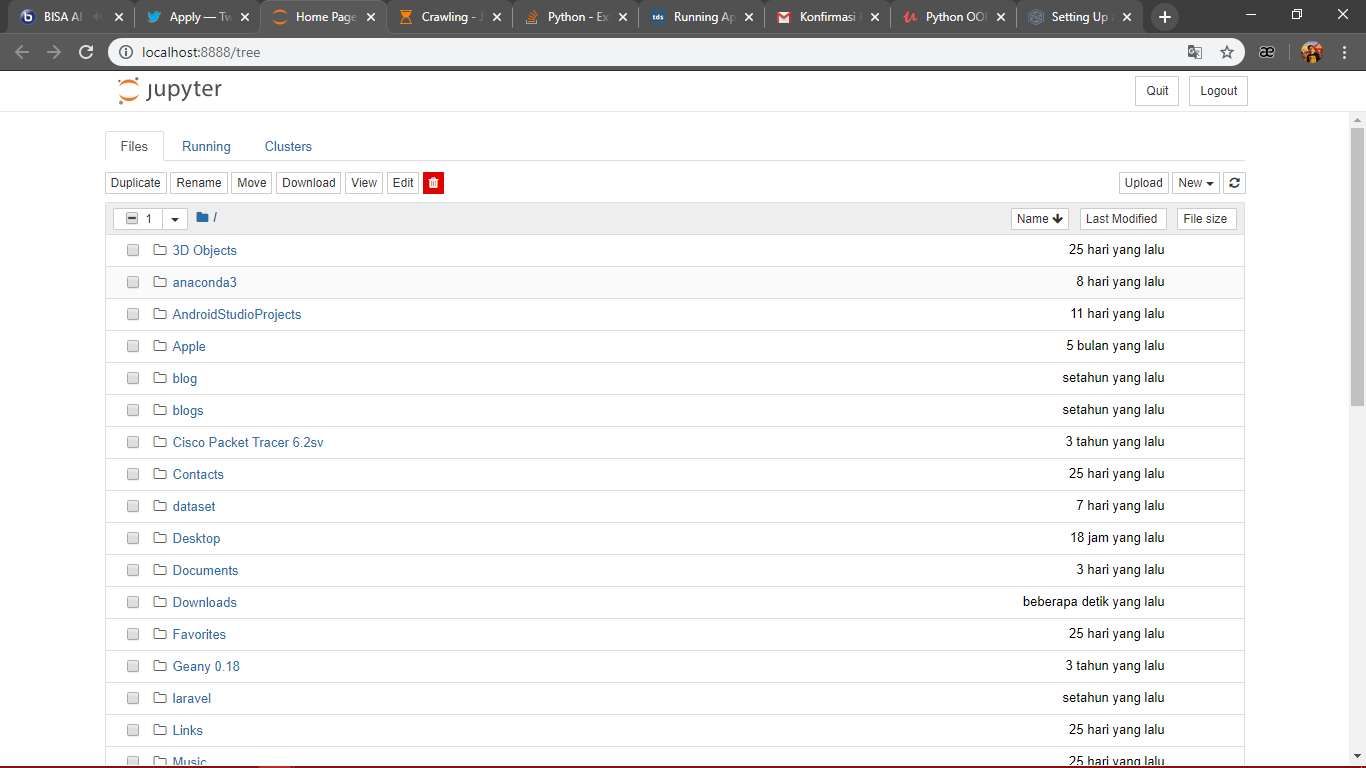 BISA AI
Apply — Tw
Home Page
Crawling - J
Python - Ex
tds Running Ap
Konfirmasi
Python OOP
Setting Up
localhost:8888/tree
æ
jupyter
Quit Logout
Files Running Clusters
Duplicate Rename Move Download View Edit Upload New
1 / Name Last Modified File size
3D Objects 25 hari yang lalu
anaconda3 8 hari yang lalu
AndroidStudioProjects 11 hari yang lalu
Apple 5 bulan yang lalu
blog setahun yang lalu
blogs setahun yang lalu
Cisco Packet Tracer 6.2sv 3 tahun yang lalu
Contacts 25 hari yang lalu
dataset 7 hari yang lalu
Desktop 18 jam yang lalu
Documents 3 hari yang lalu
Downloads beberapa detik yang lalu
Favorites 25 hari yang lalu
Geany 0.18 3 tahun yang lalu
laravel setahun yang lalu
Links 25 hari yang lalu
Music 25 hari yang lalu